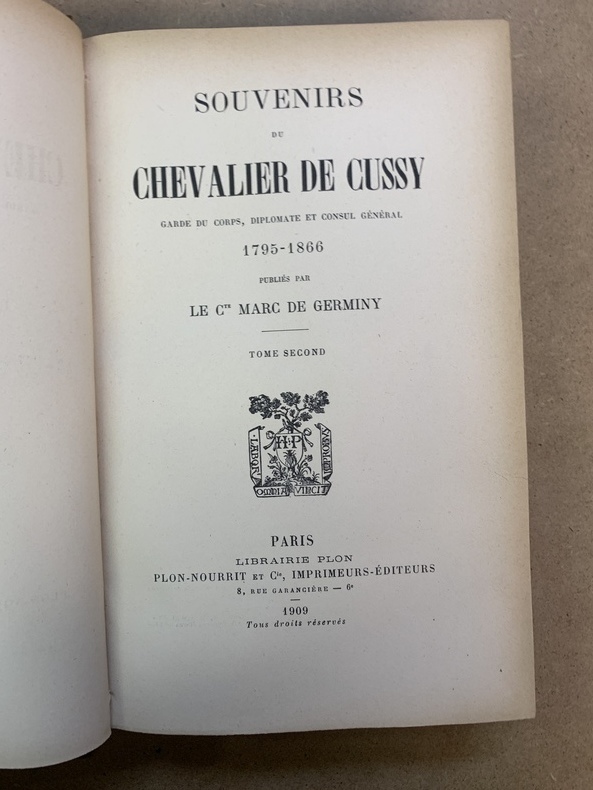 SOUVENIRS
DU
CHEVALIER DE CUSSY
GARDE DU CORPS, DIPLOMATE ET CONSUL GÉNÉRAL
1795-1866
PUBLIÉS PAR
LE Cte MARC DE GERMINY
TOME SECOND
H·P
LABOR
OMNIA VINCIT
PARIS
LIBRAIRIE PLON
PLON-NOURRIT ET Cie, IMPRIMEURS-ÉDITEURS
8, RUE GARANCIÈRE — 6e
1909
Tous droits réservés